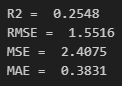 R2 =  0.2548
RMSE =  1.5516
MSE =  2.4075
MAE =  0.3831